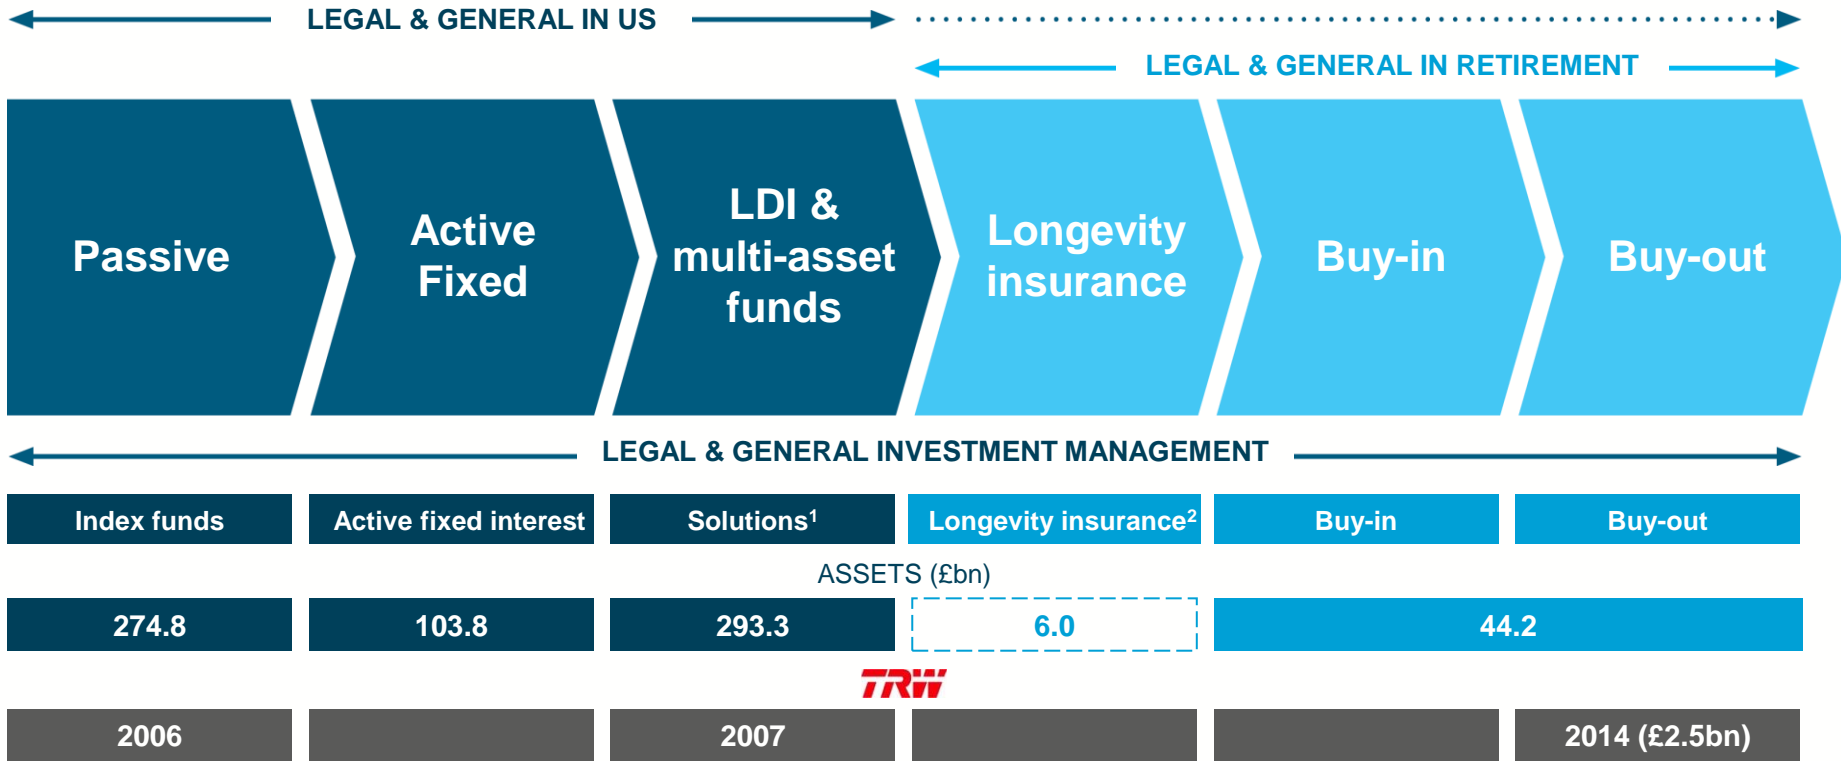 LEGAL & GENERAL IN US
LEGAL & GENERAL IN RETIREMENT
Passive
Active
Fixed
LDI &
multi-asset
funds
Longevity
insurance
Buy-in
Buy-out
LEGAL & GENERAL INVESTMENT MANAGEMENT
Index funds
Active fixed interest
Solutions¹
Longevity insurance²
Buy-in
Buy-out
ASSETS (£bn)
274.8
103.8
293.3
6.0
44.2
TRW
2006
2007
2014 (£2.5bn)